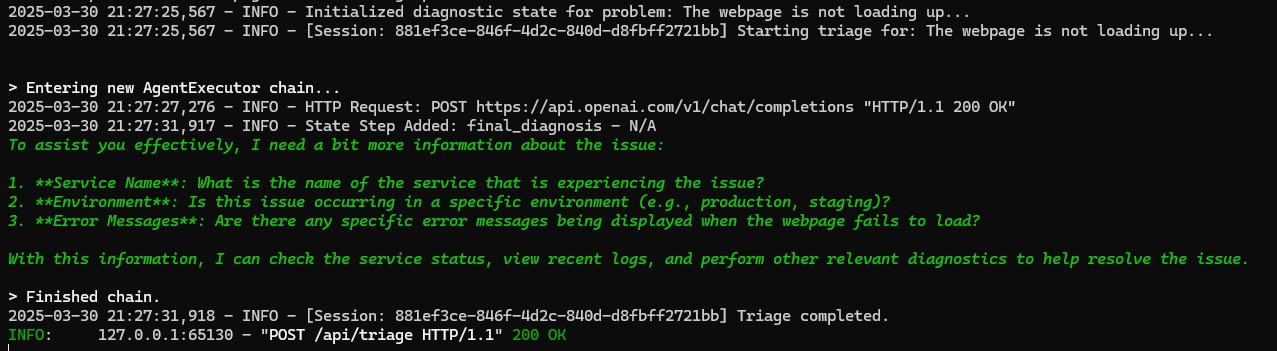 2025-03-30 21:27:25,567 - INFO - Initialized diagnostic state for problem: The webpage is not loading up...
2025-03-30 21:27:25,567 - INFO - [Session: 881ef3ce-846f-4d2c-840d-d8fbff2721bb] Starting triage for: The webpage is not loading up...
> Entering new AgentExecutor chain...
2025-03-30 21:27:27,276 - INFO - HTTP Request: POST https://api.openai.com/v1/chat/completions "HTTP/1.1 200 OK"
2025-03-30 21:27:31,917 - INFO - State Step Added: final_diagnosis - N/A
To assist you effectively, I need a bit more information about the issue:
1. **Service Name**: What is the name of the service that is experiencing the issue?
2. **Environment**: Is this issue occurring in a specific environment (e.g., production, staging)?
3. **Error Messages**: Are there any specific error messages being displayed when the webpage fails to load?
With this information, I can check the service status, view recent logs, and perform other relevant diagnostics to help resolve the issue.
> Finished chain.
2025-03-30 21:27:31,918 - INFO - [Session: 881ef3ce-846f-4d2c-840d-d8fbff2721bb] Triage completed.
INFO:     127.0.0.1:65130 - "POST /api/triage HTTP/1.1" 200 OK